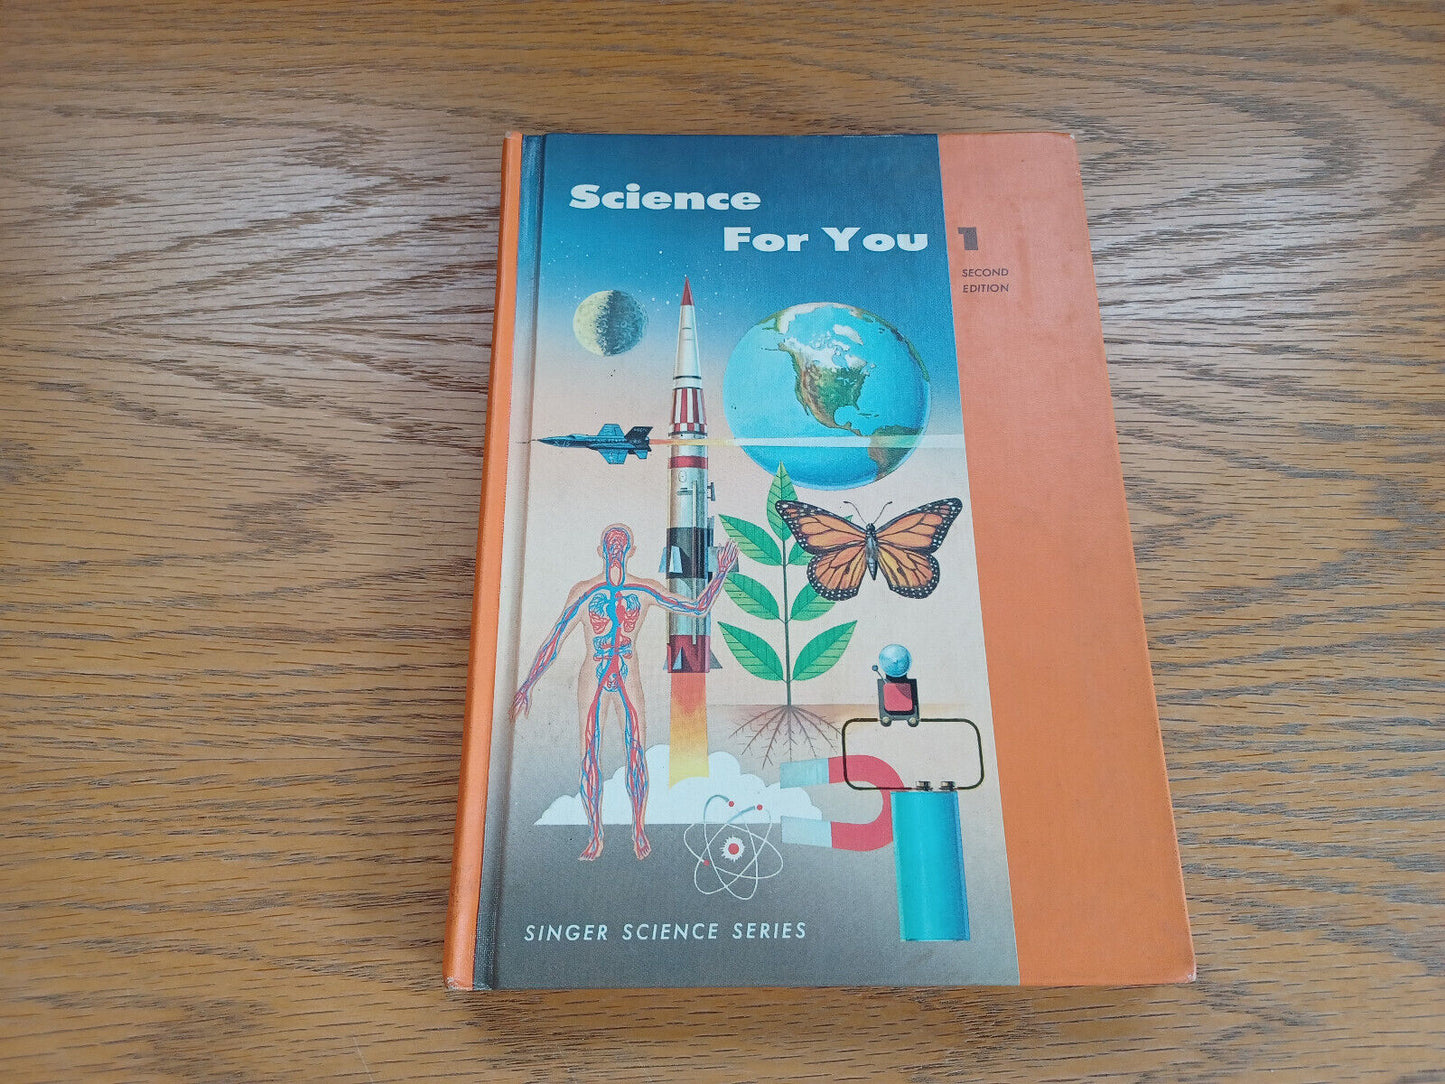 Science
For You 1
SECOND
EDITION
SINGER SCIENCE SERIES